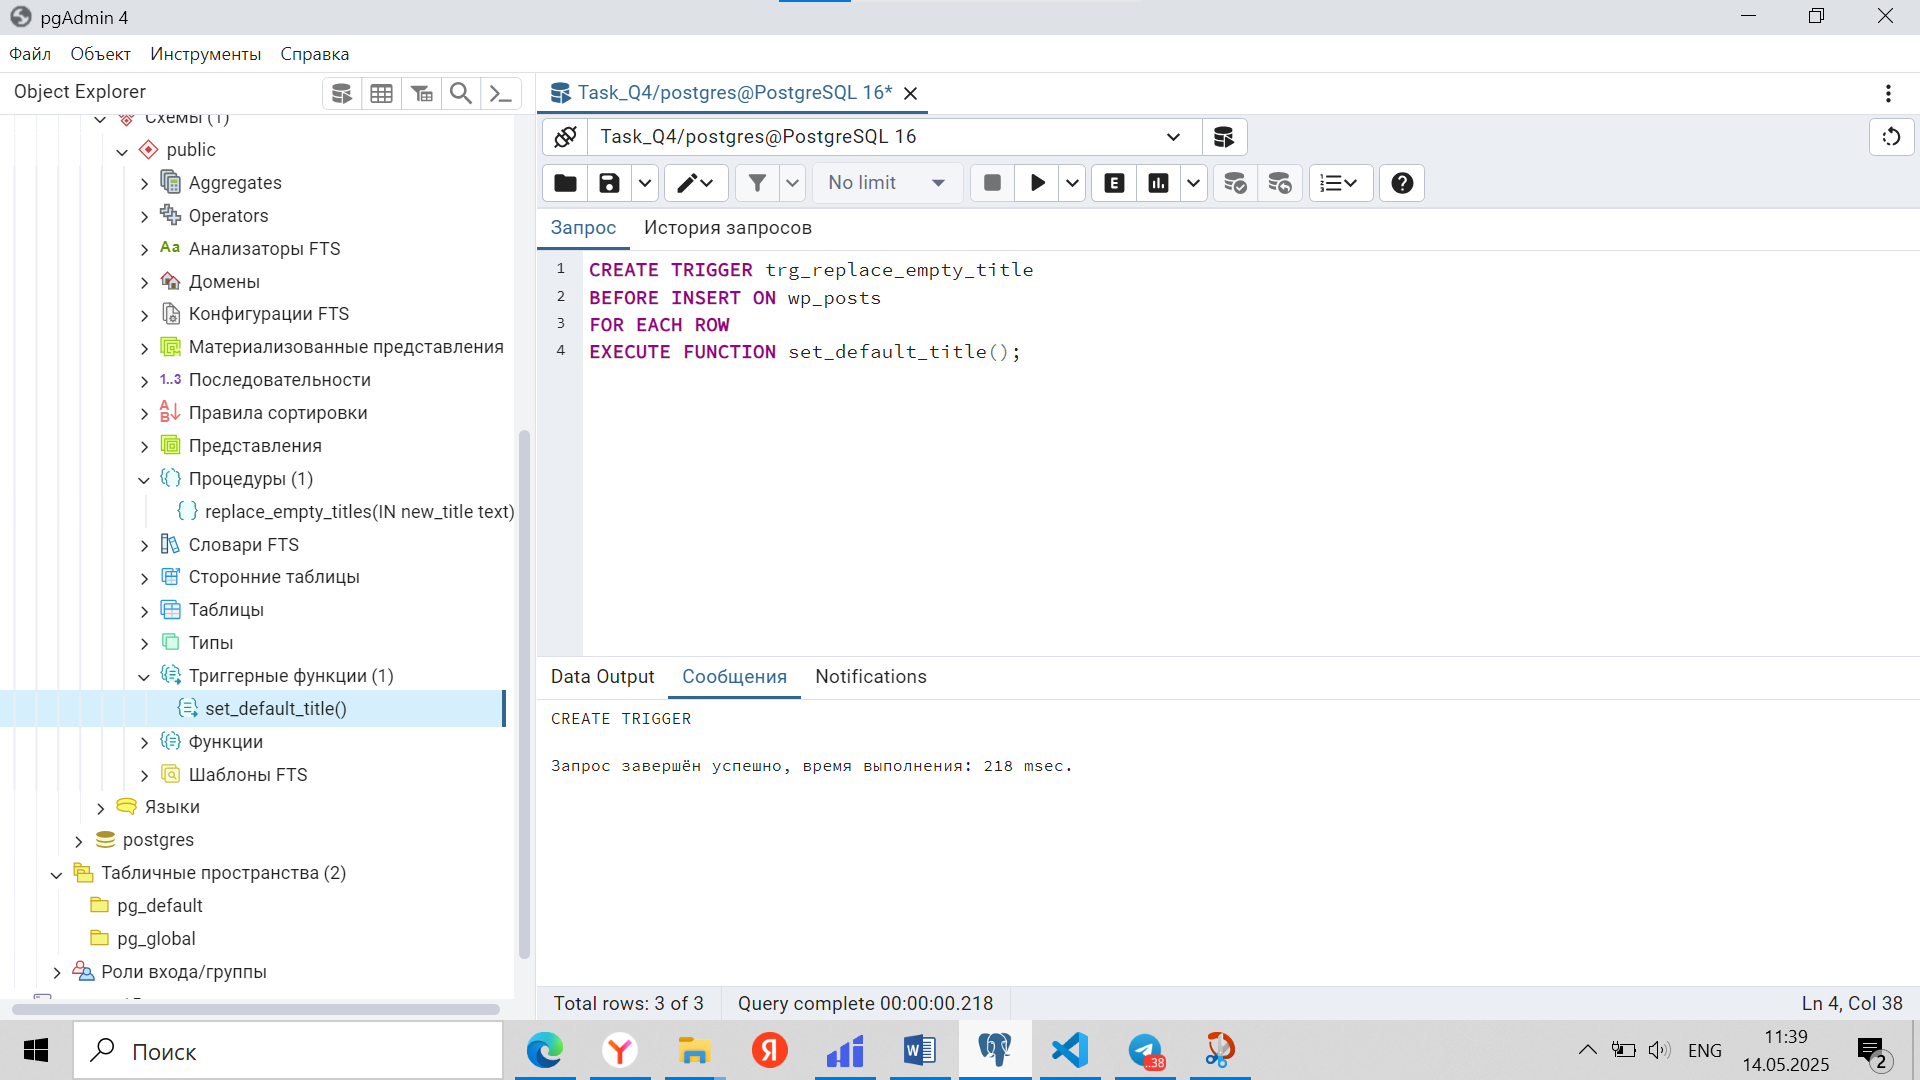 pgAdmin 4
Файл Объект Инструменты Справка
Object Explorer
Схемы (1)
public
Aggregates
Operators
Aa Анализаторы FTS
Домены
Конфигурации FTS
Материализованные представления
1..3 Последовательности
Правила сортировки
Представления
Процедуры (1)
replace_empty_titles(IN new_title text)
Словари FTS
Сторонние таблицы
Таблицы
Типы
Триггерные функции (1)
set_default_title()
Функции
Шаблоны FTS
Языки
postgres
Табличные пространства (2)
pg_default
pg_global
Роли входа/группы
Task_Q4/postgres@PostgreSQL 16*
Task_Q4/postgres@PostgreSQL 16
No limit
E
Запрос История запросов
1 CREATE TRIGGER trg_replace_empty_title
2 BEFORE INSERT ON wp_posts
3 FOR EACH ROW
4 EXECUTE FUNCTION set_default_title();
Data Output Сообщения Notifications
CREATE TRIGGER
Запрос завершён успешно, время выполнения: 218 msec.
Total rows: 3 of 3 Query complete 00:00:00.218 Ln 4, Col 38
Поиск
Я
..38
ENG
11:39
14.05.2025
2